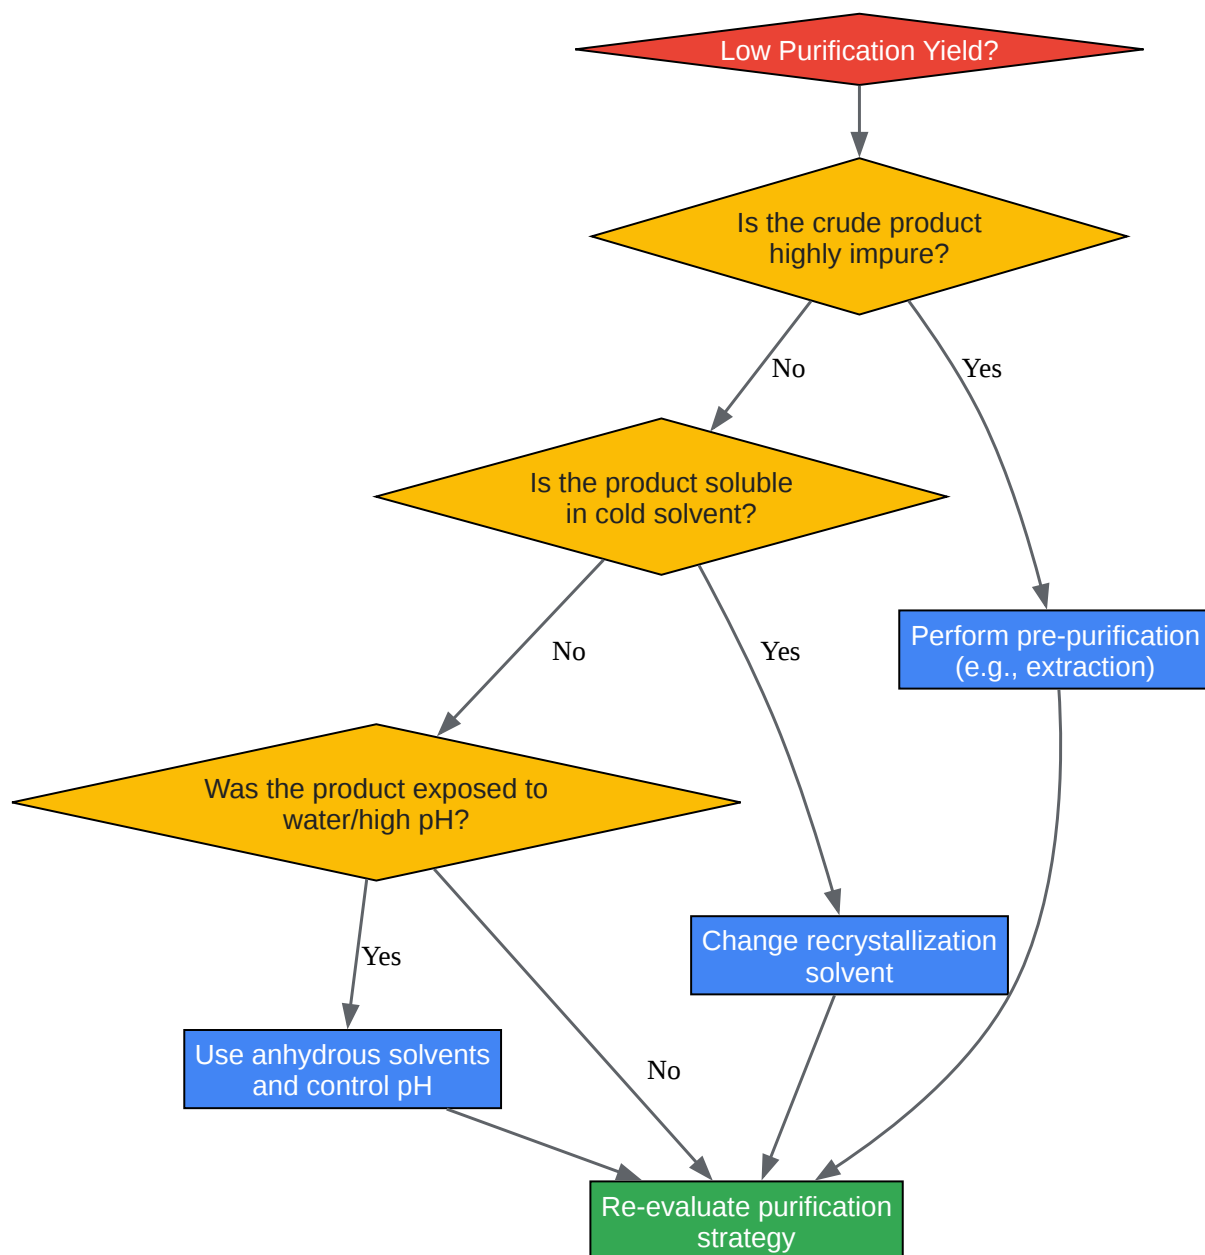 Low Purification Yield?
Is the crude product
highly impure?
No
Yes
Is the product soluble
in cold solvent?
No
Yes
Perform pre-purification
(e.g., extraction)
Was the product exposed to
water/high pH?
Yes
Change recrystallization
solvent
Use anhydrous solvents
and control pH
No
Re-evaluate purification
strategy